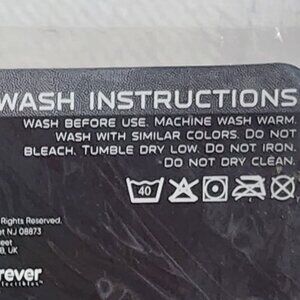 WASH INSTRUCTIONS
WASH BEFORE USE. MACHINE WASH WARM.
WASH WITH SIMILAR COLORS. DO NOT
BLEACH. TUMBLE DRY LOW. DO NOT IRON.
DO NOT DRY CLEAN.
40
Rights Reserved.
NJ 08873
UK
rever